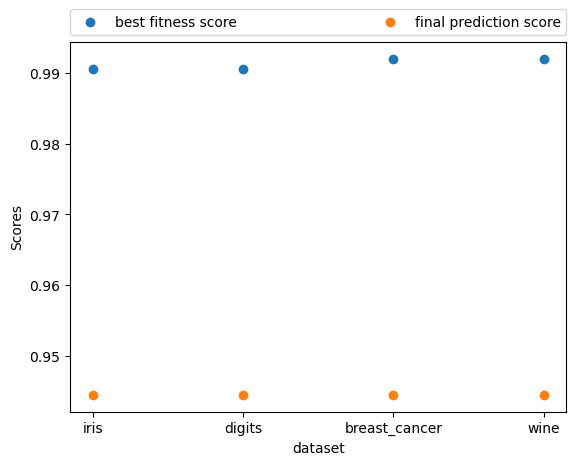 best fitness score
final prediction score
0.99
0.98
0.97
0.96
0.95
Scores
iris
digits
breast_cancer
wine
dataset